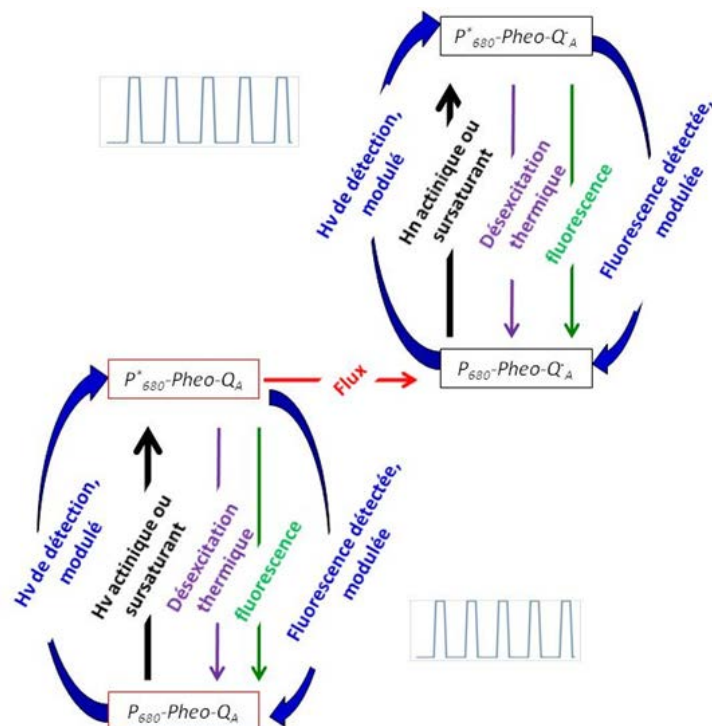 P*680-Pheo-Q-A
Hv de détection,
modulé
Hn actinique ou
sursaturant
Désexcitation
thermique
fluorescence
Fluorescence détectée,
modulée
P680-Pheo-Q-A
P*680-Pheo-QA
Flux
Hv de détection,
modulé
Hv actinique ou
sursaturant
Désexcitation
thermique
fluorescence
Fluorescence détectée,
modulée
P680-Pheo-QA